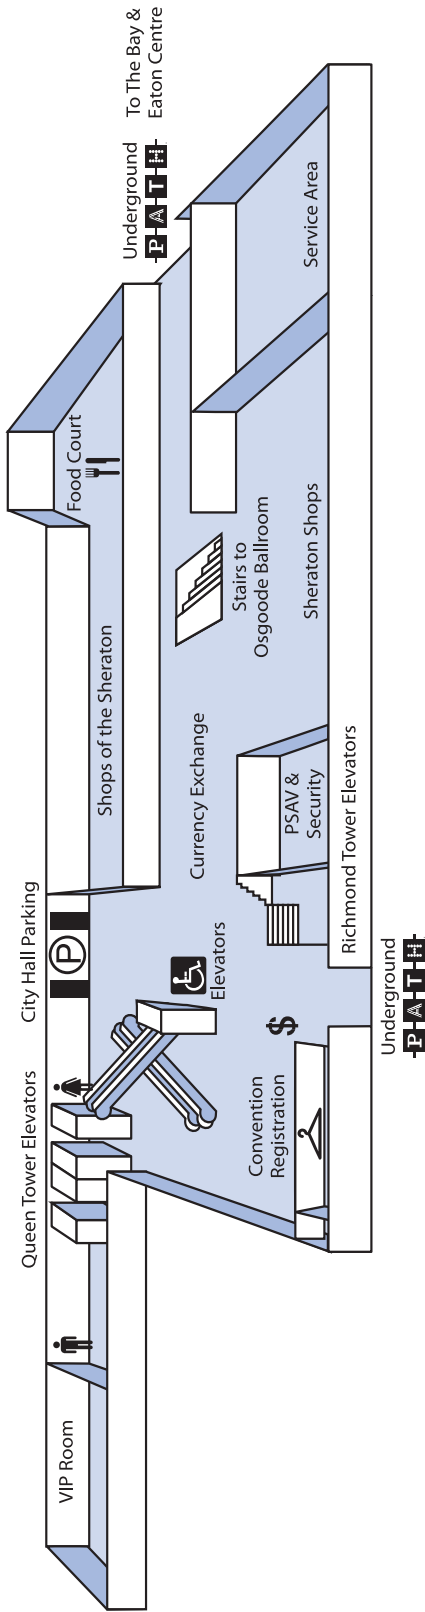 VIP Room
Queen Tower Elevators
City Hall Parking
P
Shops of the Sheraton
Food Court
Underground
PATH
To The Bay &
Eaton Centre
Elevators
Currency Exchange
Stairs to
Osgoode Ballroom
Convention
Registration
$
PSAV &
Security
Sheraton Shops
Service Area
Richmond Tower Elevators
Underground
PATH